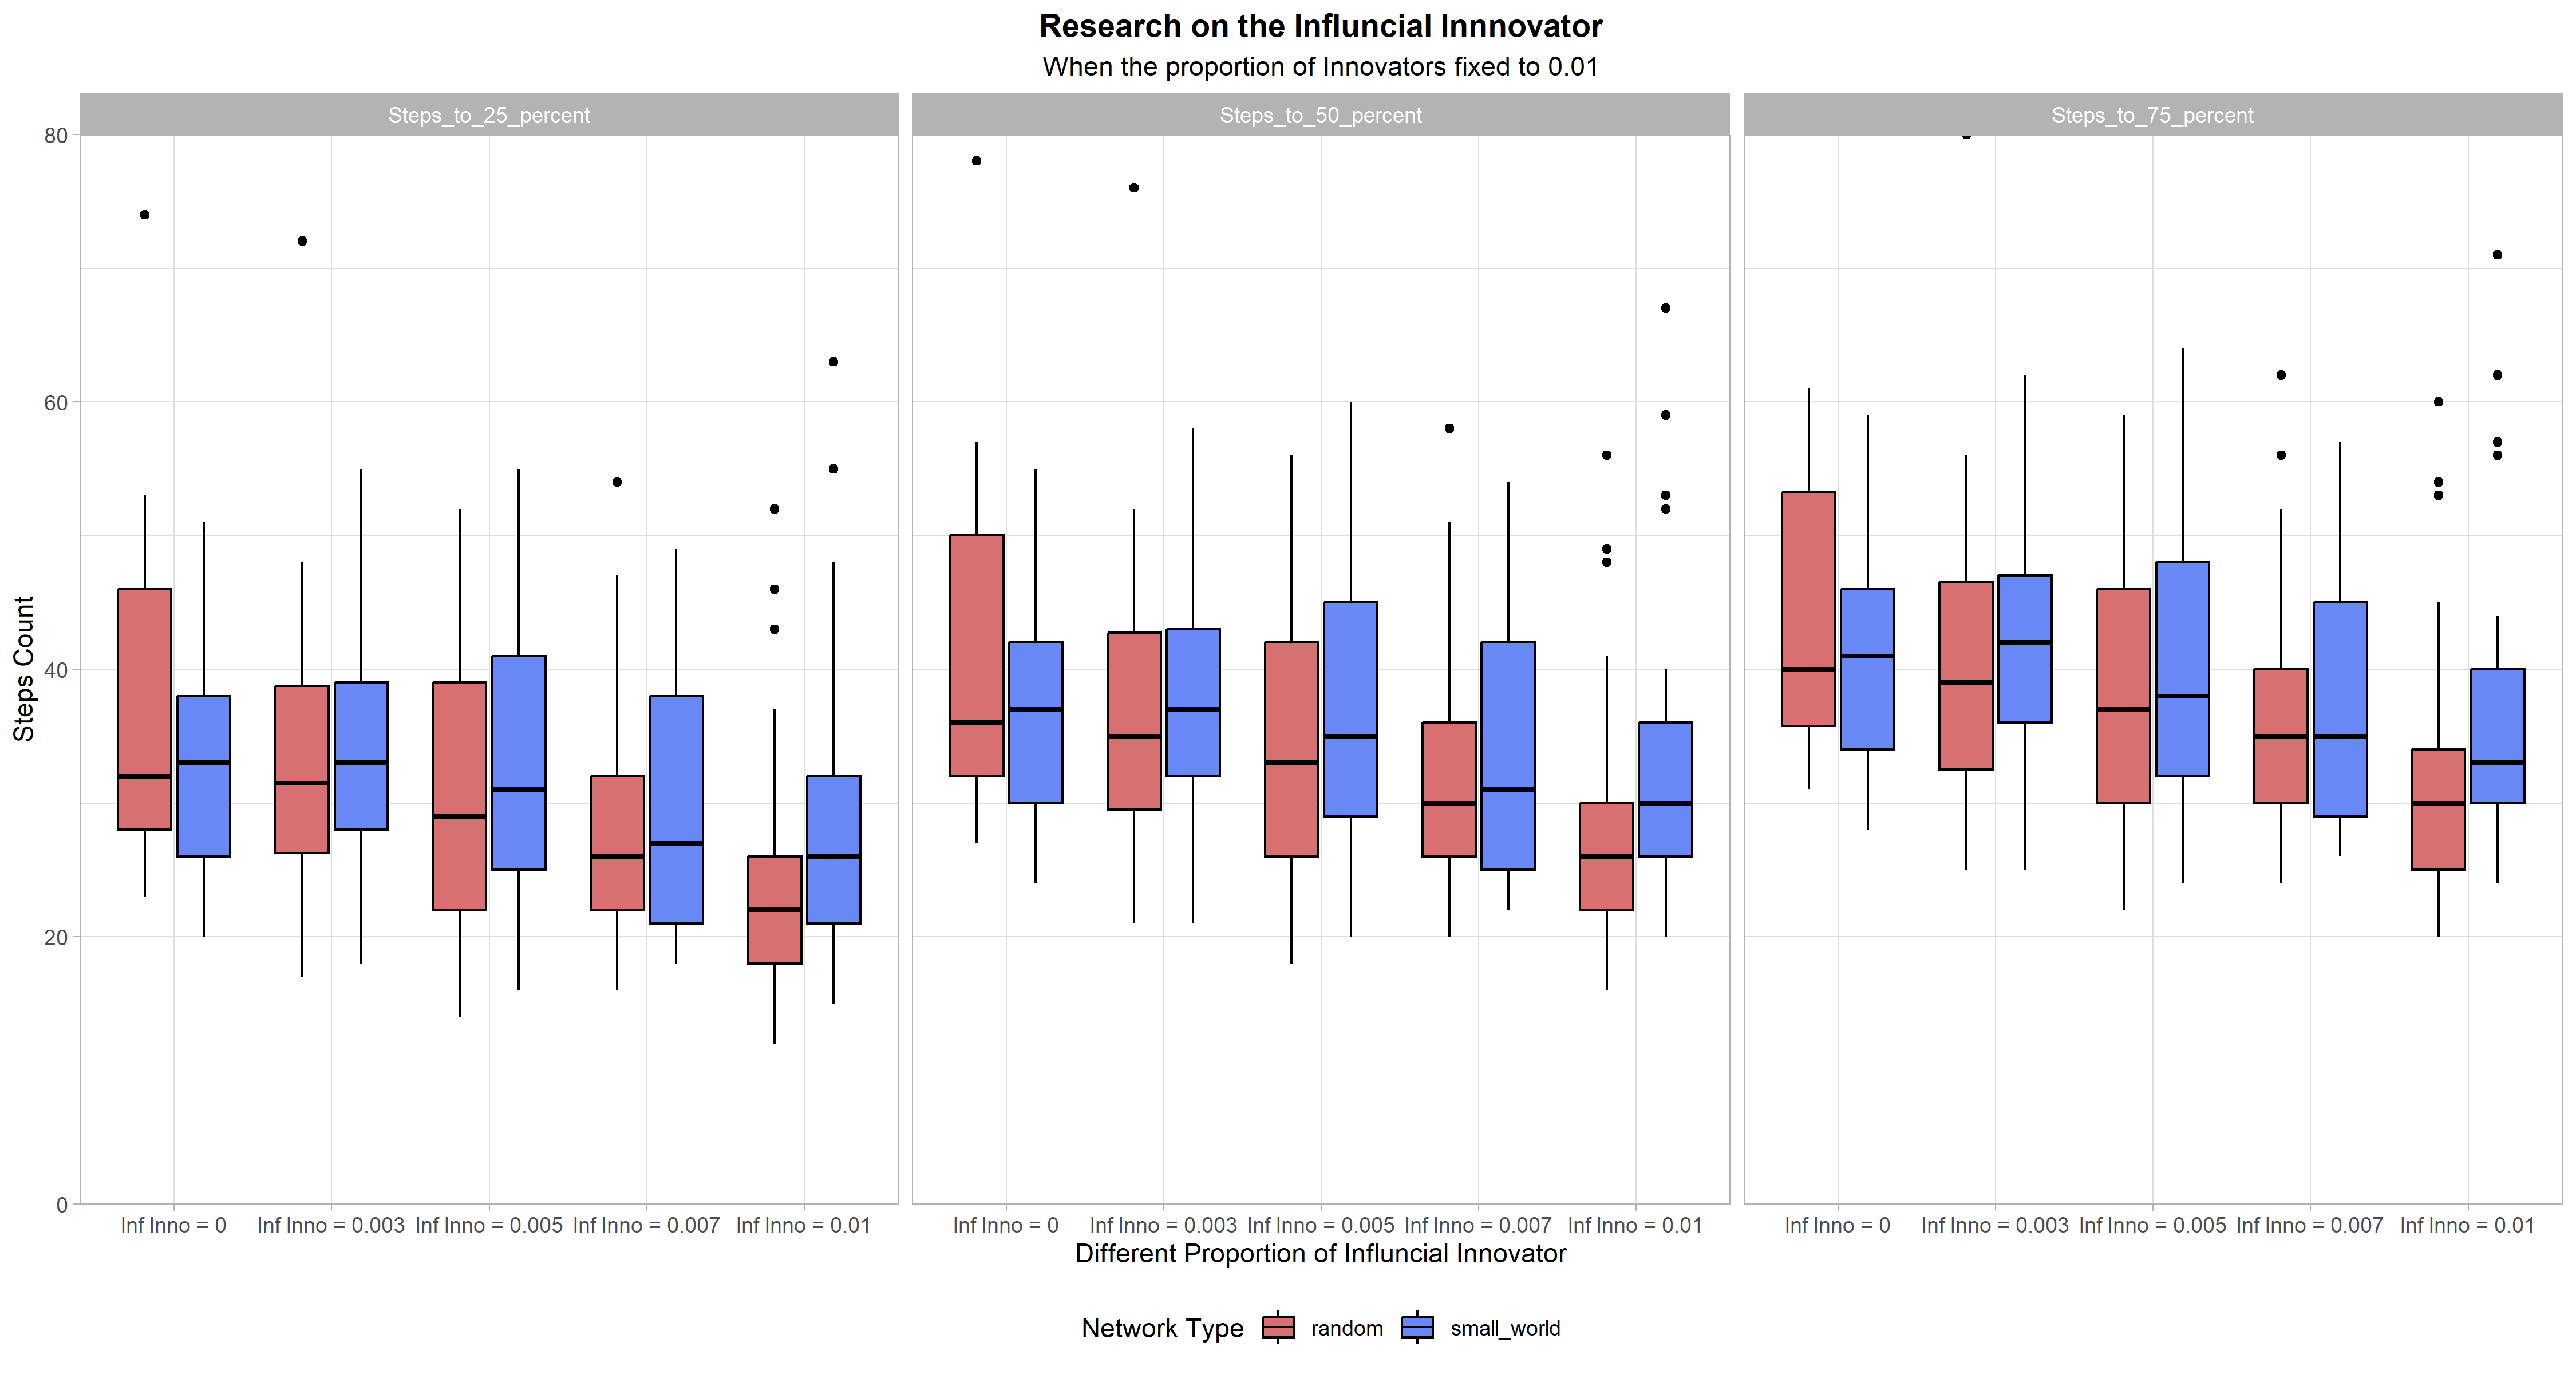 Research on the Influncial Innnovator
When the proportion of Innovators fixed to 0.01
Steps_to_25_percent Steps_to_50_percent Steps_to_75_percent
80
60
40
20
0
Steps Count
Inf Inno = 0 Inf Inno = 0.003 Inf Inno = 0.005 Inf Inno = 0.007 Inf Inno = 0.01 Inf Inno = 0 Inf Inno = 0.003 Inf Inno = 0.005 Inf Inno = 0.007 Inf Inno = 0.01 Inf Inno = 0 Inf Inno = 0.003 Inf Inno = 0.005 Inf Inno = 0.007 Inf Inno = 0.01
Different Proportion of Influncial Innovator
Network Type random small_world